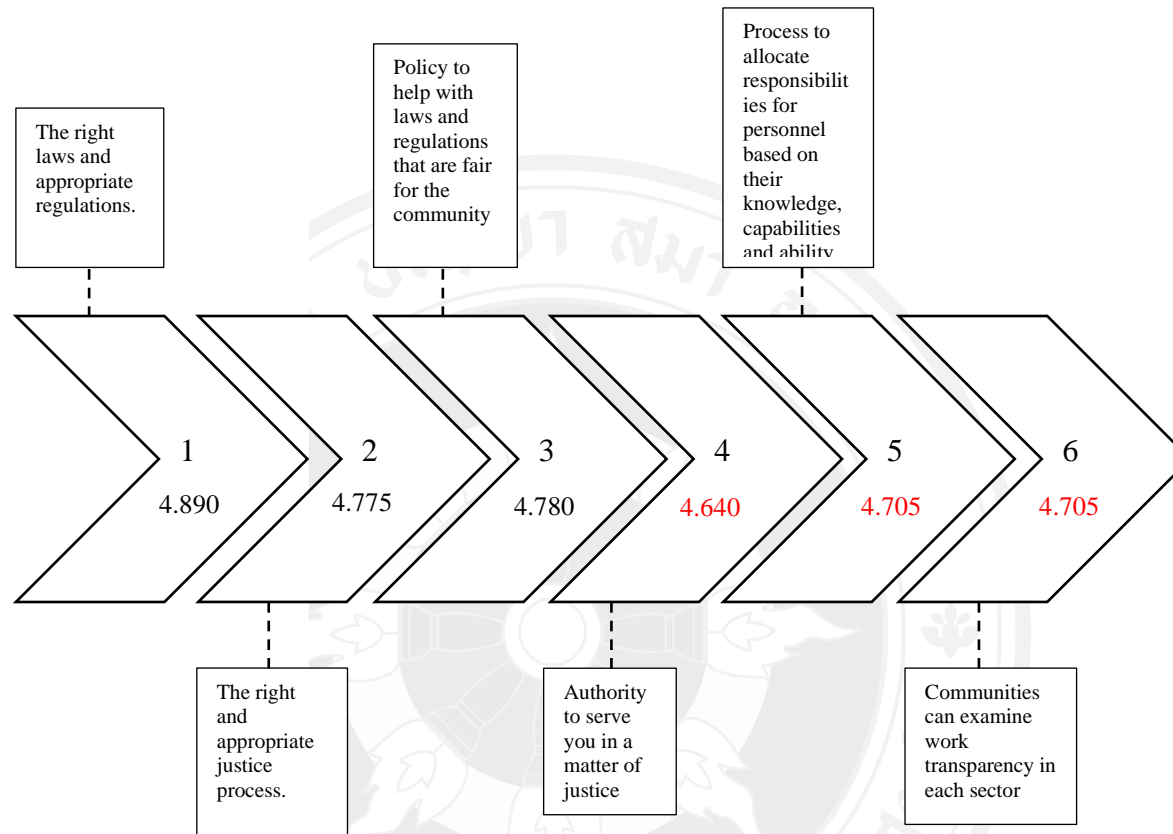 The right
laws and
appropriate
regulations.
Policy to
help with
laws and
regulations
that are fair
for the
community
Process to
allocate
responsibilit
ies for
personnel
based on
their
knowledge,
capabilities
and ability
1
2
3
4
5
6
4.890
4.775
4.780
4.640
4.705
4.705
The right
and
appropriate
justice
process.
Authority
to serve
you in a
matter of
justice
Communities
can examine
work
transparency in
each sector